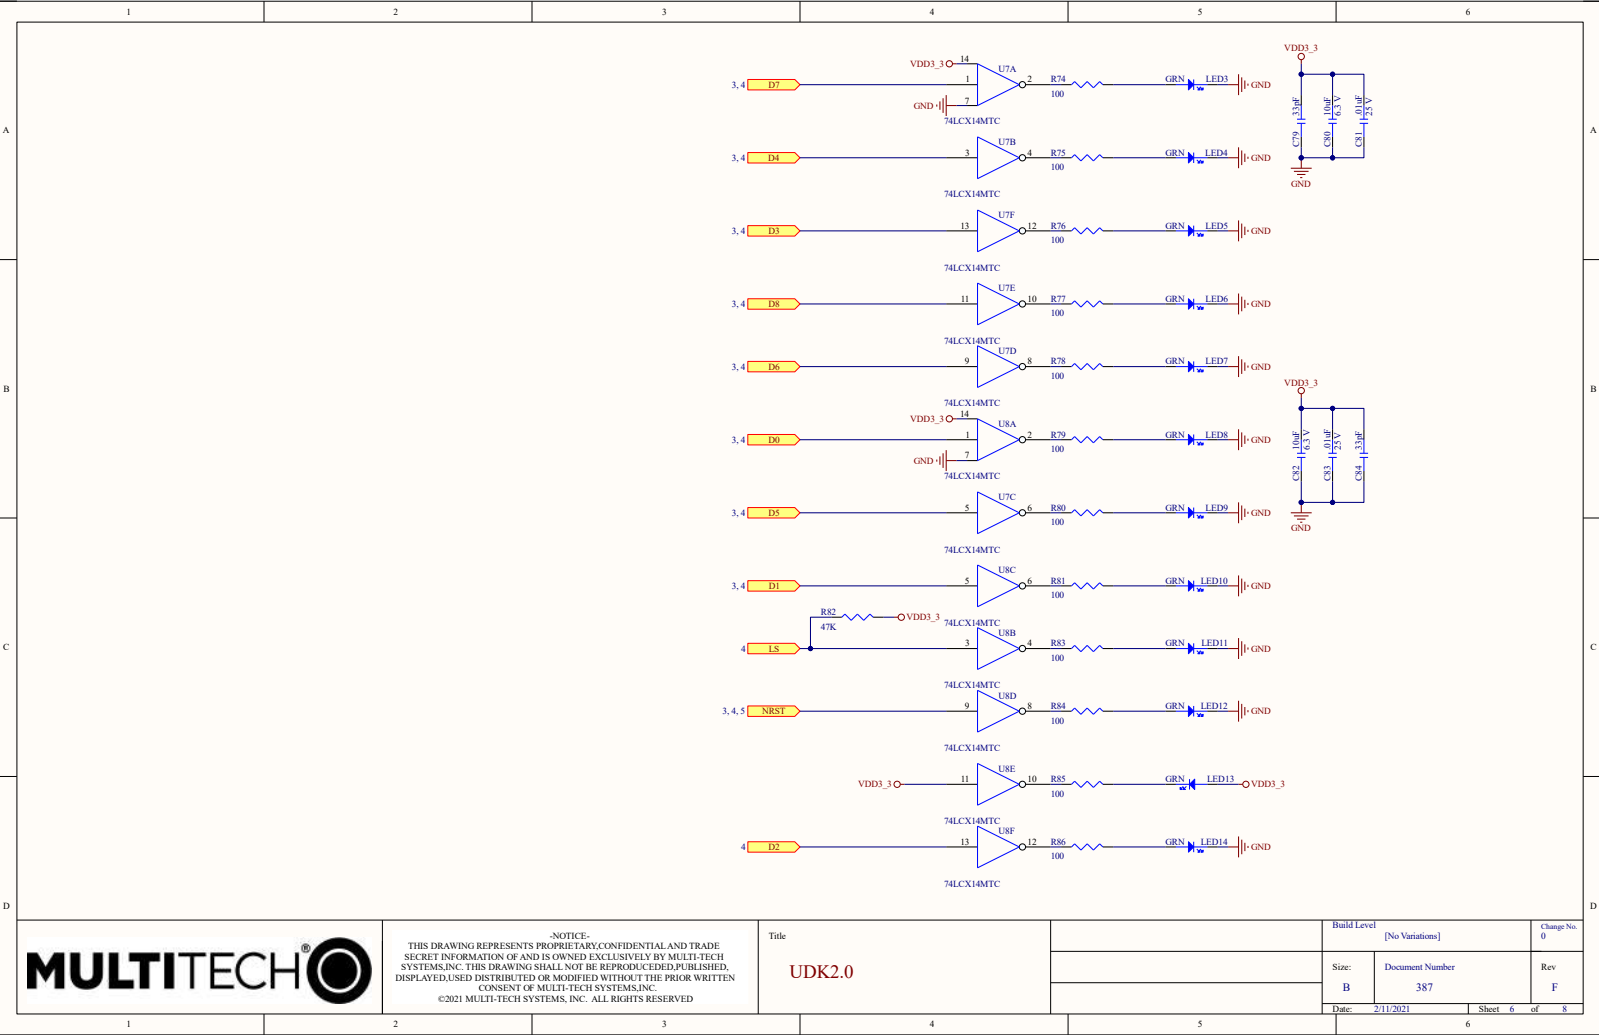 1 2 3 4 5 6
A A
B B
C C
D D
VDD3_3 14
3, 4 D7 1 U7A 2 R74 100 GRN LED3 GND
GND 7
74LCX14MTC
3, 4 D4 3 U7B 4 R75 100 GRN LED4 GND
74LCX14MTC
3, 4 D3 13 U7F 12 R76 100 GRN LED5 GND
74LCX14MTC
3, 4 D8 11 U7E 10 R77 100 GRN LED6 GND
74LCX14MTC
3, 4 D6 9 U7D 8 R78 100 GRN LED7 GND
74LCX14MTC
VDD3_3 14
3, 4 D0 1 U8A 2 R79 100 GRN LED8 GND
GND 7
74LCX14MTC
3, 4 D5 5 U7C 6 R80 100 GRN LED9 GND
74LCX14MTC
3, 4 D1 5 U8C 6 R81 100 GRN LED10 GND
74LCX14MTC
R82 47K VDD3_3
4 LS 3 U8B 4 R83 100 GRN LED11 GND
74LCX14MTC
3, 4, 5 NRST 9 U8D 8 R84 100 GRN LED12 GND
74LCX14MTC
VDD3_3 11 U8E 10 R85 100 GRN LED13 VDD3_3
74LCX14MTC
4 D2 13 U8F 12 R86 100 GRN LED14 GND
74LCX14MTC
VDD3_3
C79 33pF
C80 10uF 6.3 V
C81 .01uF 25 V
GND
VDD3_3
C82 10uF 6.3 V
C83 .01uF 25 V
C84 33pF
GND
MULTITECH®
-NOTICE-
THIS DRAWING REPRESENTS PROPRIETARY,CONFIDENTIAL AND TRADE
SECRET INFORMATION OF AND IS OWNED EXCLUSIVELY BY MULTI-TECH
SYSTEMS,INC. THIS DRAWING SHALL NOT BE REPRODUCEDED,PUBLISHED,
DISPLAYED,USED DISTRIBUTED OR MODIFIED WITHOUT THE PRIOR WRITTEN
CONSENT OF MULTI-TECH SYSTEMS,INC.
©2021 MULTI-TECH SYSTEMS, INC. ALL RIGHTS RESERVED
Title
UDK2.0
Build Level
[No Variations]
Change No.
0
Size: Document Number Rev
B 387 F
Date: 2/11/2021 Sheet 6 of 8
1 2 3 4 5 6